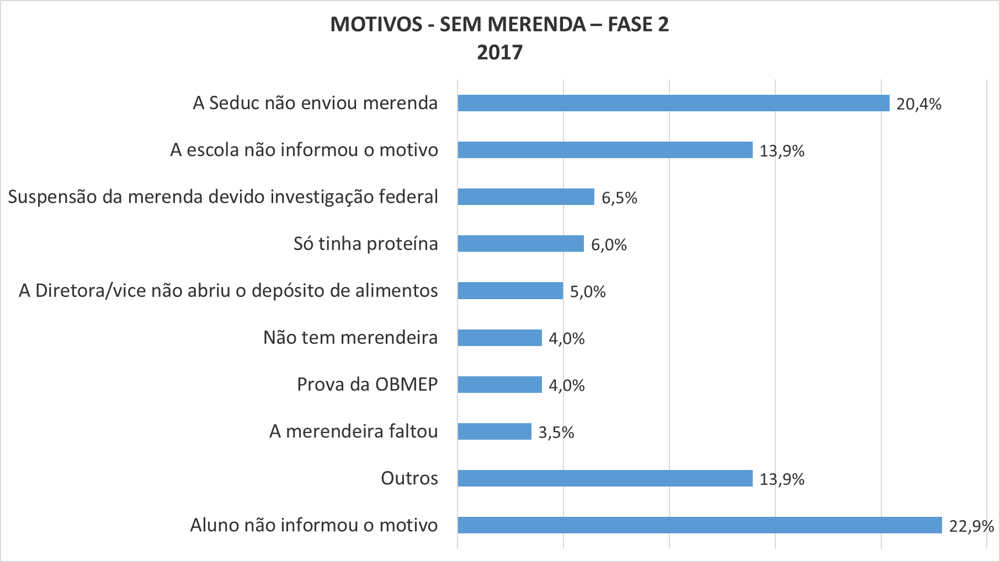 MOTIVOS - SEM MERENDA – FASE 2
2017
A Seduc não enviou merenda 20,4%
A escola não informou o motivo 13,9%
Suspensão da merenda devido investigação federal 6,5%
Só tinha proteína 6,0%
A Diretora/vice não abriu o depósito de alimentos 5,0%
Não tem merendeira 4,0%
Prova da OBMEP 4,0%
A merendeira faltou 3,5%
Outros 13,9%
Aluno não informou o motivo 22,9%